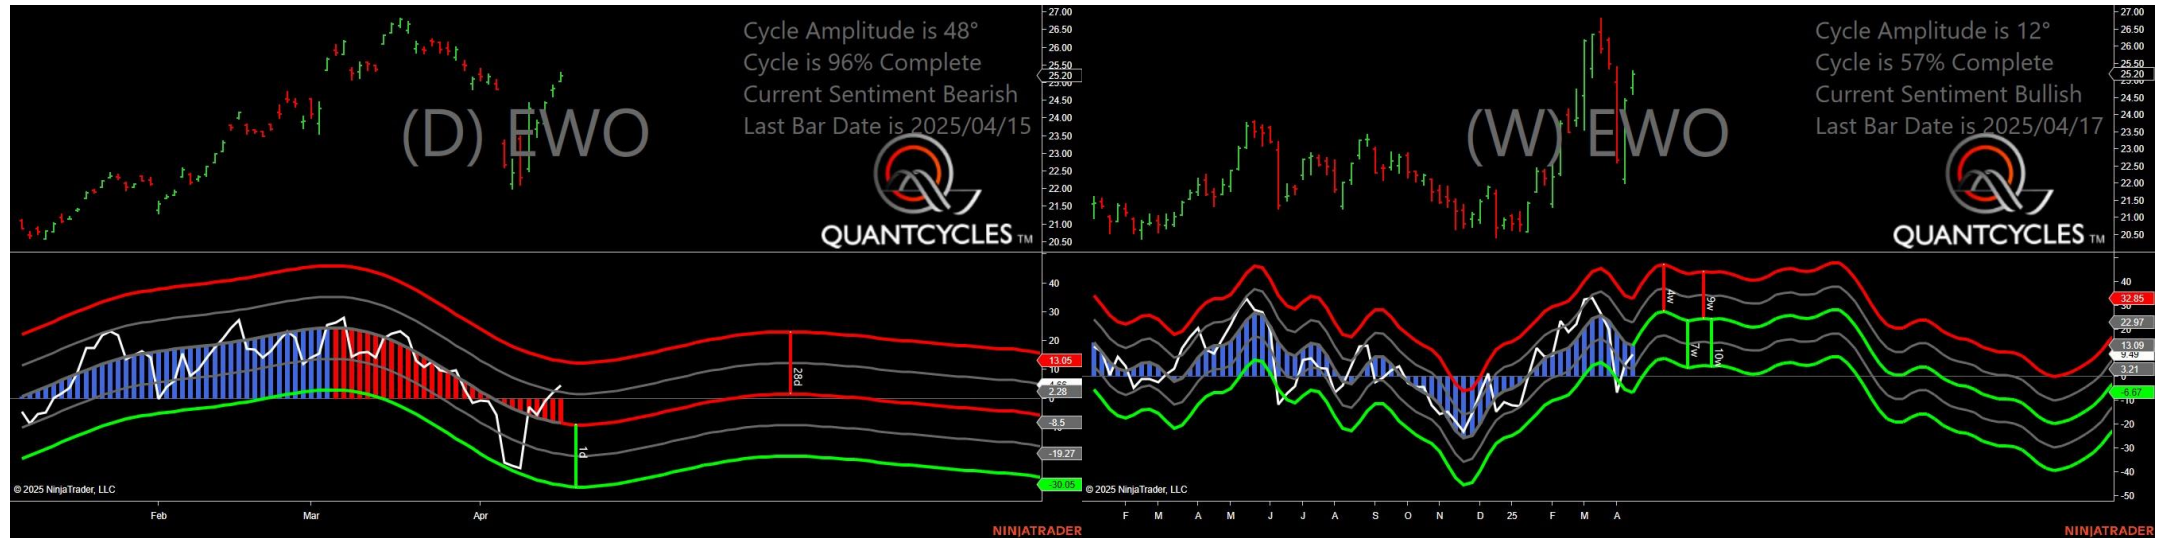 Cycle Amplitude is 48°
Cycle is 96% Complete
Current Sentiment Bearish
Last Bar Date is 2025/04/15
(D) EWO
QUANTCYCLES TM
27.00
26.50
26.00
25.50
25.20
25.00
24.50
24.00
23.50
23.00
22.50
22.00
21.50
21.00
20.50
40
30
20
13.05
10
2.28
0
-8.5
-19.27
-30.05
28d
1d
© 2025 NinjaTrader, LLC
Feb Mar Apr
NINJATRADER
Cycle Amplitude is 12°
Cycle is 57% Complete
Current Sentiment Bullish
Last Bar Date is 2025/04/17
(W) EWO
QUANTCYCLES TM
27.00
26.50
26.00
25.50
25.20
24.50
24.00
23.50
23.00
22.50
22.00
21.50
21.00
20.50
40
32.85
22.97
20
13.09
9.49
3.21
0
-6.67
-10
-20
-30
-40
-50
4w
9w
7w
10w
© 2025 NinjaTrader, LLC
F M A M J J A S O N D 25 F M A
NINJATRADER